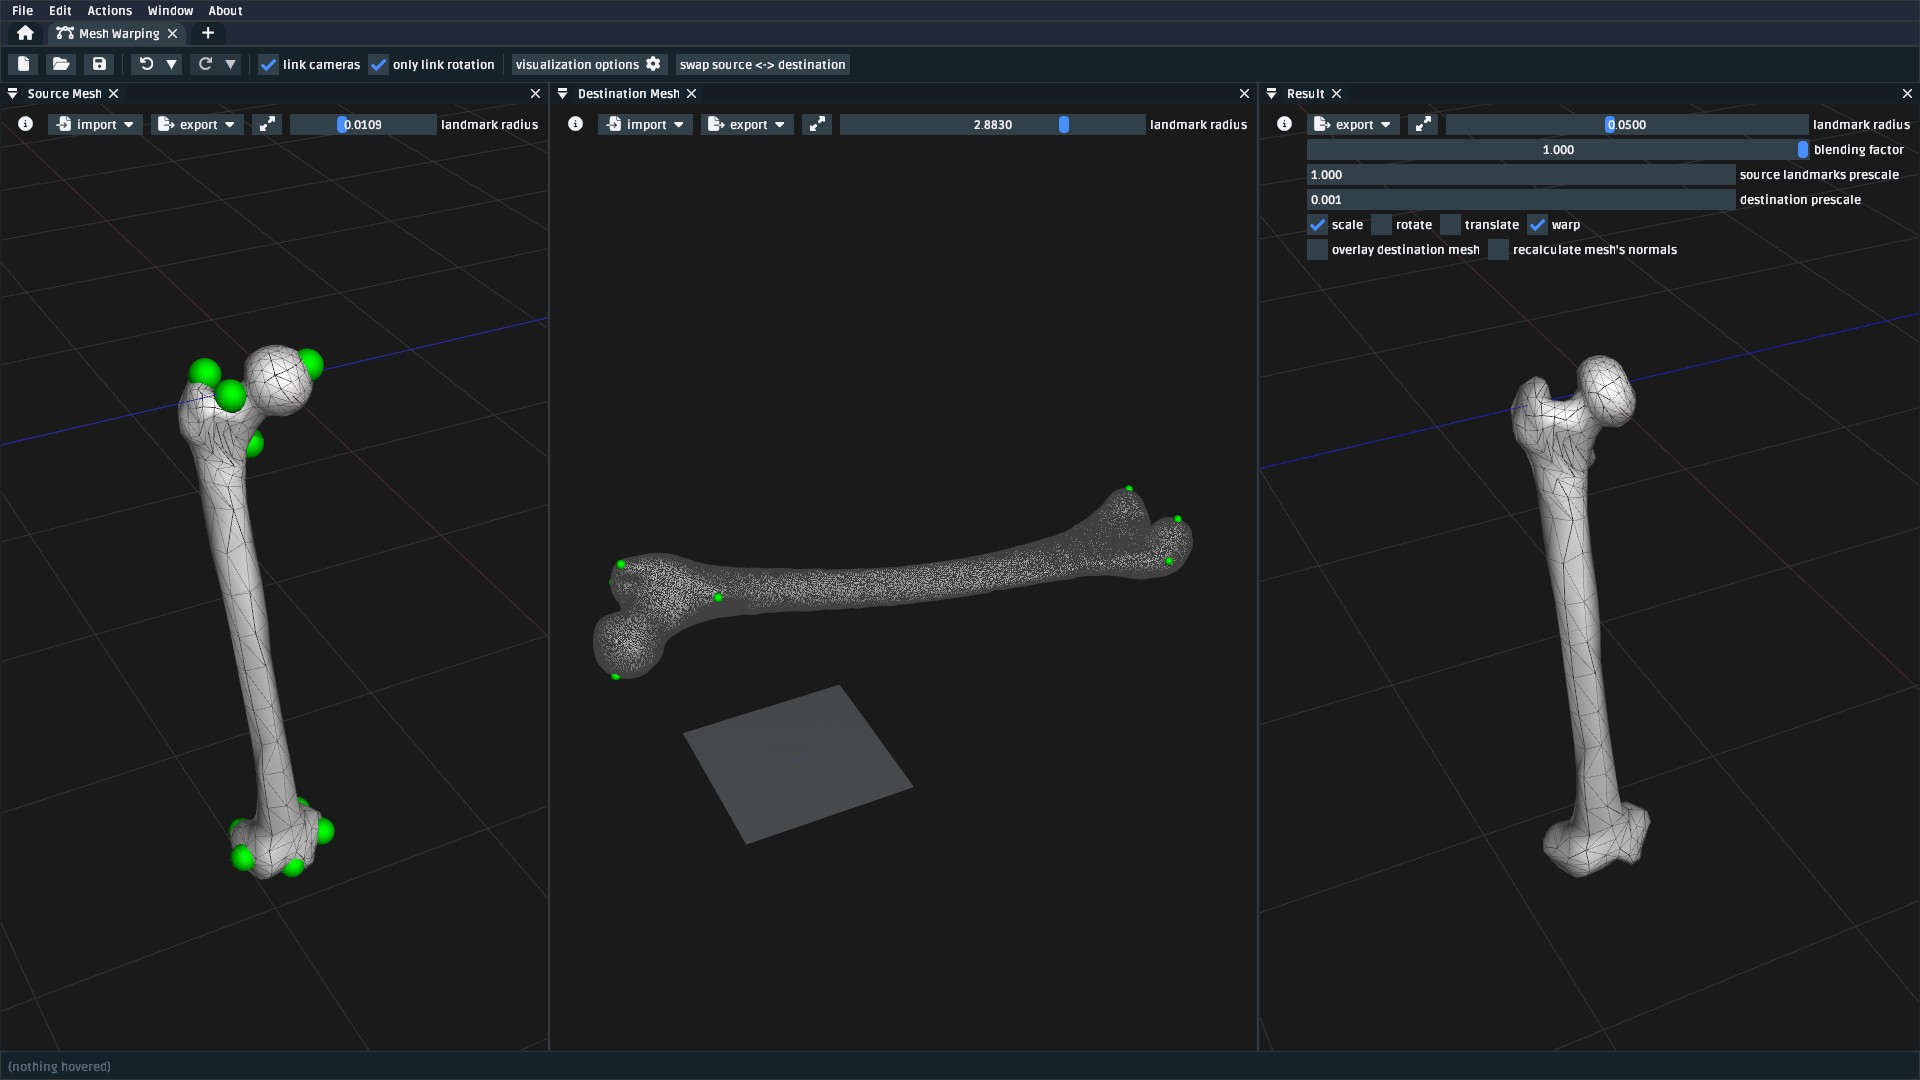 File Edit Actions Window About
Mesh Warping
link cameras only link rotation visualization options swap source <-> destination
Source Mesh
import export 0.0109 landmark radius
Destination Mesh
import export 2.8830 landmark radius
Result
export 0.0500 landmark radius
1.000 blending factor
1.000 source landmarks prescale
0.001 destination prescale
scale rotate translate warp
overlay destination mesh recalculate mesh's normals
(nothing hovered)